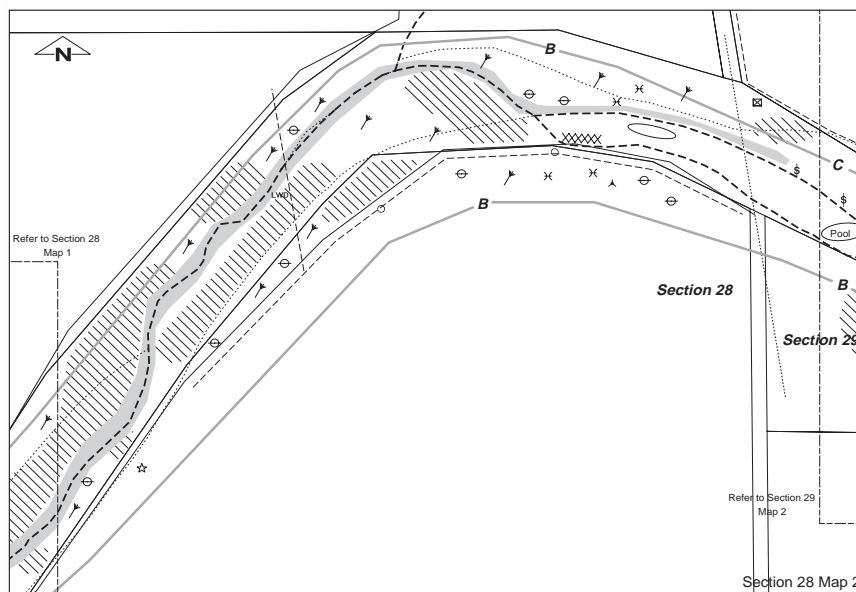 N
B
C
LWD
$
$
B
Pool
Refer to Section 28
Map 1
Section 28
B
Section 29
Refer to Section 29
Map 2
Section 28 Map 2